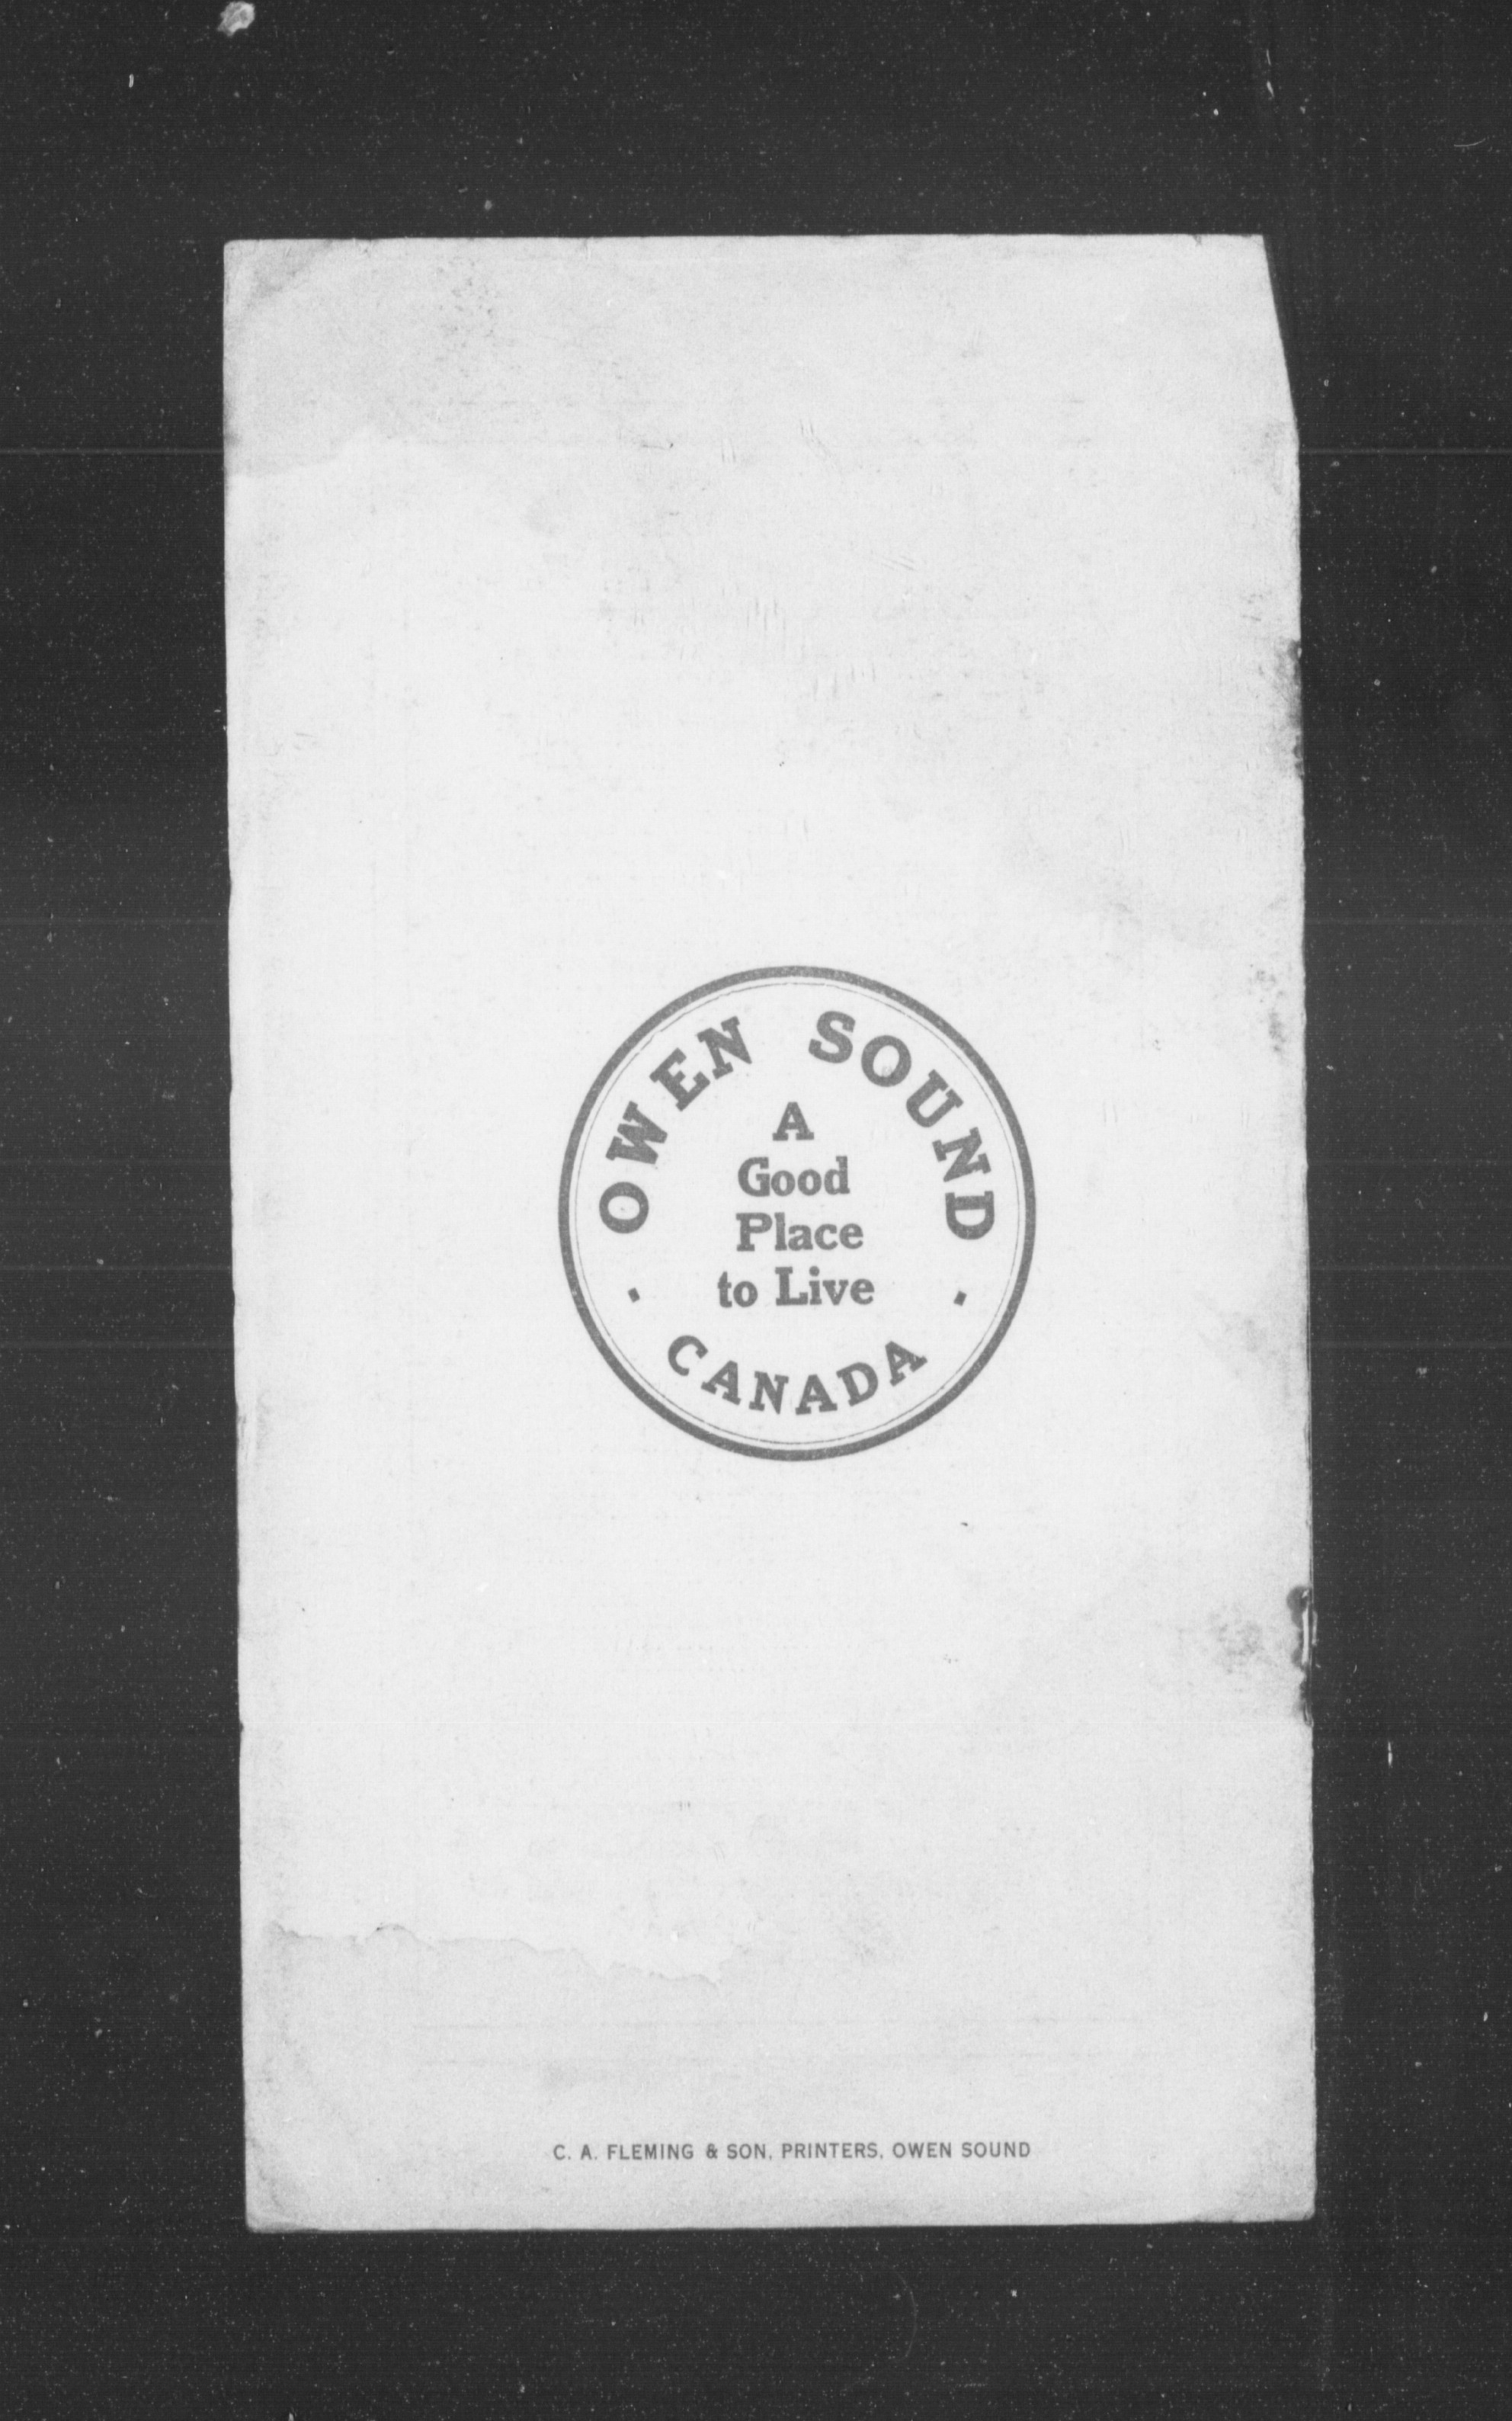 OWEN SOUND
A
Good
Place
to Live
· CANADA ·
C. A. FLEMING & SON, PRINTERS, OWEN SOUND